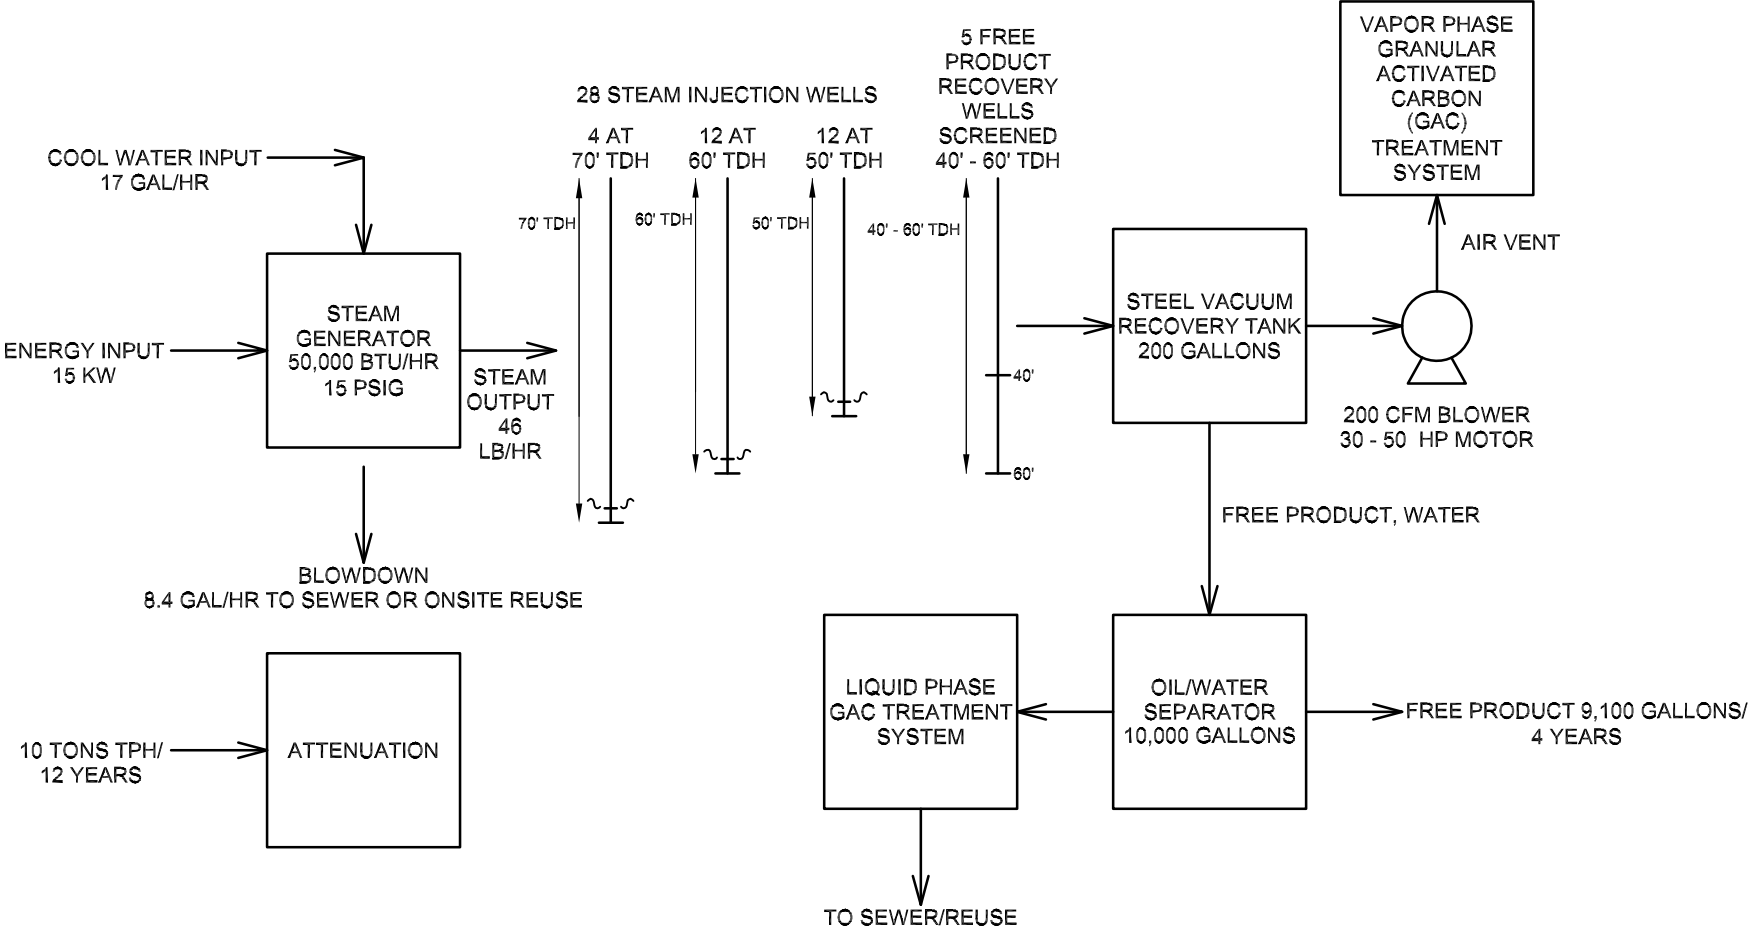 VAPOR PHASE
GRANULAR
ACTIVATED
CARBON
(GAC)
TREATMENT
SYSTEM
5 FREE
PRODUCT
RECOVERY
WELLS
SCREENED
40' - 60' TDH
28 STEAM INJECTION WELLS
4 AT
70' TDH
12 AT
60' TDH
12 AT
50' TDH
COOL WATER INPUT
17 GAL/HR
70' TDH
60' TDH
50' TDH
40' - 60' TDH
AIR VENT
STEAM
GENERATOR
50,000 BTU/HR
15 PSIG
ENERGY INPUT
15 KW
STEAM
OUTPUT
46
LB/HR
40'
60'
STEEL VACUUM
RECOVERY TANK
200 GALLONS
200 CFM BLOWER
30 - 50 HP MOTOR
FREE PRODUCT, WATER
BLOWDOWN
8.4 GAL/HR TO SEWER OR ONSITE REUSE
10 TONS TPH/
12 YEARS
ATTENUATION
LIQUID PHASE
GAC TREATMENT
SYSTEM
OIL/WATER
SEPARATOR
10,000 GALLONS
FREE PRODUCT 9,100 GALLONS/
4 YEARS
TO SEWER/REUSE